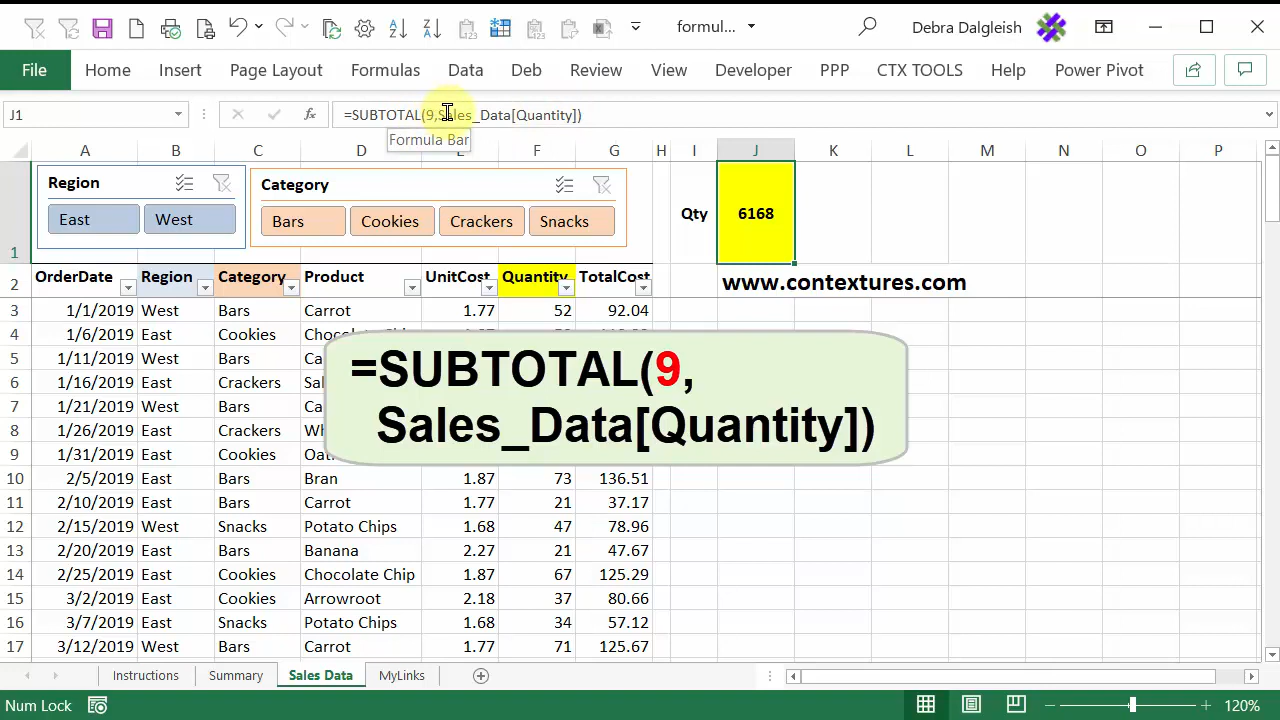 formul...
Debra Dalgleish
File Home Insert Page Layout Formulas Data Deb Review View Developer PPP CTX TOOLS Help Power Pivot
J1 fx =SUBTOTAL(9,Sales_Data[Quantity])
Formula Bar
A B C D E F G H I J K L M N O P
Region
East West
Category
Bars Cookies Crackers Snacks
1 Qty 6168
2 OrderDate Region Category Product UnitCost Quantity TotalCost www.contextures.com
3 1/1/2019 West Bars Carrot 1.77 52 92.04
4 1/6/2019 East Cookies
5 1/11/2019 West Bars
6 1/16/2019 East Crackers
7 1/21/2019 West Bars
8 1/26/2019 East Crackers
9 1/31/2019 East Cookies
=SUBTOTAL(9,
Sales_Data[Quantity])
10 2/5/2019 East Bars Bran 1.87 73 136.51
11 2/10/2019 East Bars Carrot 1.77 21 37.17
12 2/15/2019 West Snacks Potato Chips 1.68 47 78.96
13 2/20/2019 East Bars Banana 2.27 21 47.67
14 2/25/2019 East Cookies Chocolate Chip 1.87 67 125.29
15 3/2/2019 East Cookies Arrowroot 2.18 37 80.66
16 3/7/2019 East Snacks Potato Chips 1.68 34 57.12
17 3/12/2019 West Bars Carrot 1.77 71 125.67
Instructions Summary Sales Data MyLinks
Num Lock 120%